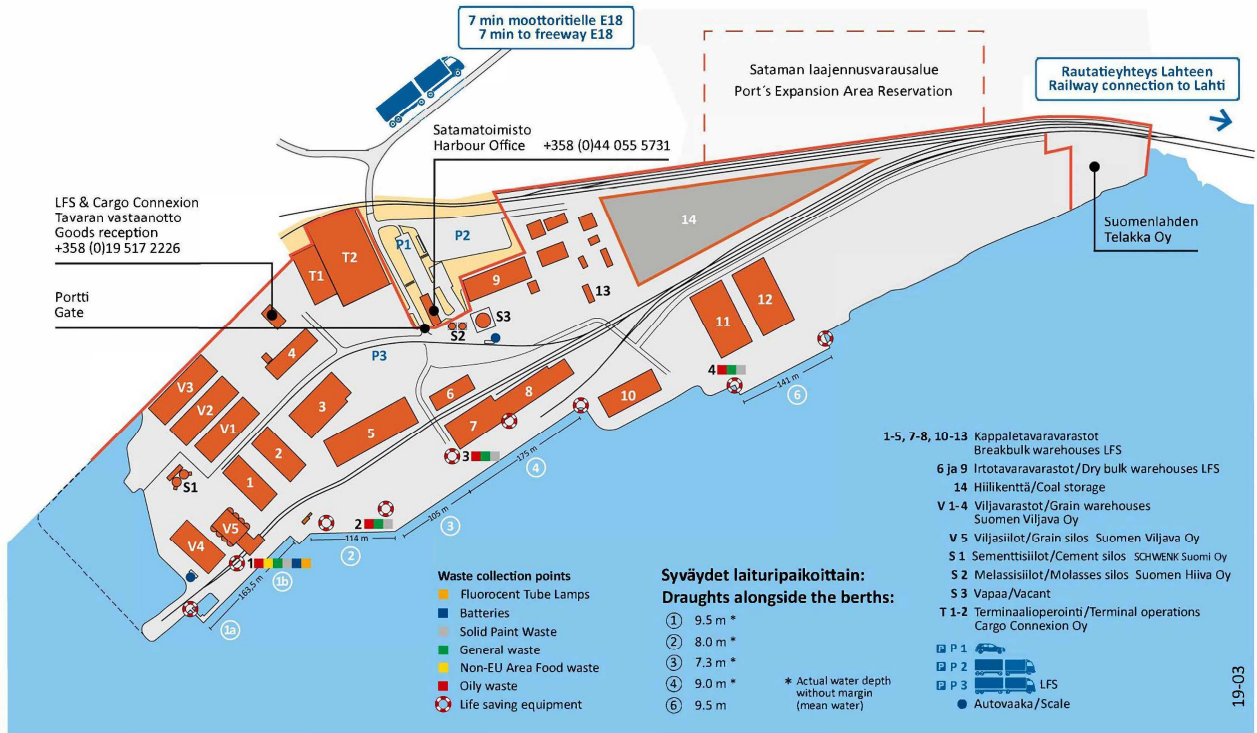 7 min moottoritielle E18
7 min to freeway E18
Sataman laajennusvarausalue
Port´s Expansion Area Reservation
Rautatieyhteys Lahteen
Railway connection to Lahti
Satamatoimisto
Harbour Office +358 (0)44 055 5731
LFS & Cargo Connexion
Tavaran vastaanotto
Goods reception
+358 (0)19 517 2226
Portti
Gate
Suomenlahden
Telakka Oy
T1
T2
P1
P2
14
9
13
S3
S2
12
11
P3
4
V3
V2
V1
3
6
8
7
10
5
2
1
S1
V5
V4
4
141 m
6
3
175 m
4
105 m
3
2
114 m
2
1
163,5 m
1b
1a
Waste collection points
Fluorocent Tube Lamps
Batteries
Solid Paint Waste
General waste
Non-EU Area Food waste
Oily waste
Life saving equipment
Syväydet laituripaikoittain:
Draughts alongside the berths:
1 9.5 m *
2 8.0 m *
3 7.3 m *
4 9.0 m *
6 9.5 m
* Actual water depth
without margin
(mean water)
1-5, 7-8, 10-13 Kappaletavaravarastot
Breakbulk warehouses LFS
6 ja 9 Irtotavaravarastot/Dry bulk warehouses LFS
14 Hiilikenttä/Coal storage
V 1-4 Viljavarastot/Grain warehouses
Suomen Viljava Oy
V 5 Viljasiilot/Grain silos Suomen Viljava Oy
S 1 Sementtisiilot/Cement silos SCHWENK Suomi Oy
S 2 Melassisiilot/Molasses silos Suomen Hiiva Oy
S 3 Vapaa/Vacant
T 1-2 Terminaalioperointi/Terminal operations
Cargo Connexion Oy
P P 1
P P 2
P P 3 LFS
Autovaaka/Scale
19-03